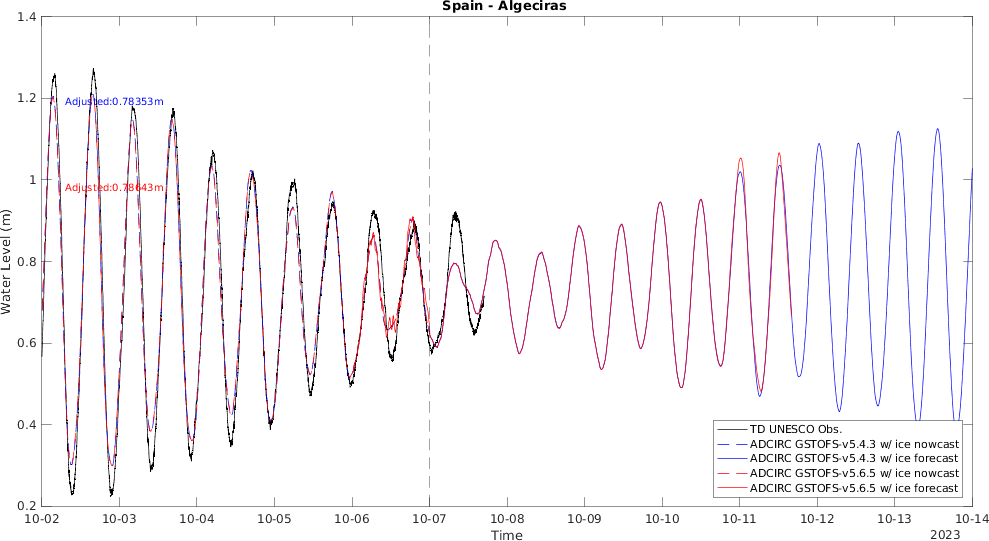 Spain - Algeciras
1.4
1.2
1
0.8
0.6
0.4
0.2
Water Level (m)
Adjusted:0.78353m
Adjusted:0.78643m
TD UNESCO Obs.
ADCIRC GSTOFS-v5.4.3 w/ ice nowcast
ADCIRC GSTOFS-v5.4.3 w/ ice forecast
ADCIRC GSTOFS-v5.6.5 w/ ice nowcast
ADCIRC GSTOFS-v5.6.5 w/ ice forecast
10-02 10-03 10-04 10-05 10-06 10-07 10-08 10-09 10-10 10-11 10-12 10-13 10-14
Time
2023